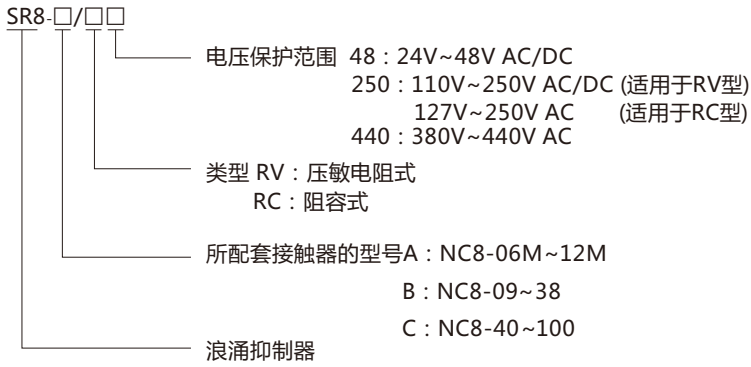 SR8-□/□□
电压保护范围 48：24V~48V AC/DC
250：110V~250V AC/DC (适用于RV型)
127V~250V AC (适用于RC型)
440：380V~440V AC
类型 RV：压敏电阻式
RC：阻容式
所配套接触器的型号A：NC8-06M~12M
B：NC8-09~38
C：NC8-40~100
浪涌抑制器